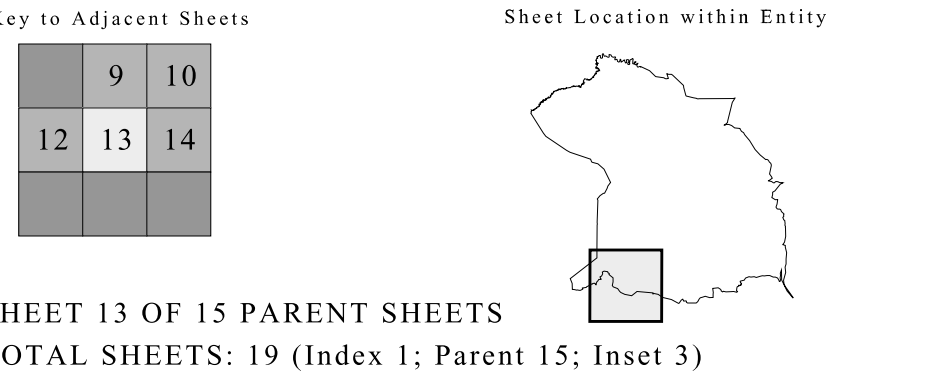 Key to Adjacent Sheets
Sheet Location within Entity
9 10
12 13 14
HEET 13 OF 15 PARENT SHEETS
OTAL SHEETS: 19 (Index 1; Parent 15; Inset 3)